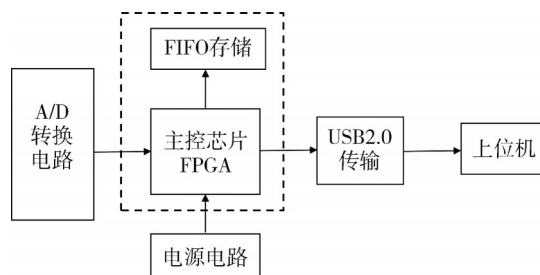 FIFO存储
A/D
转换
电路
主控芯片
FPGA
USB2.0
传输
上位机
电源电路